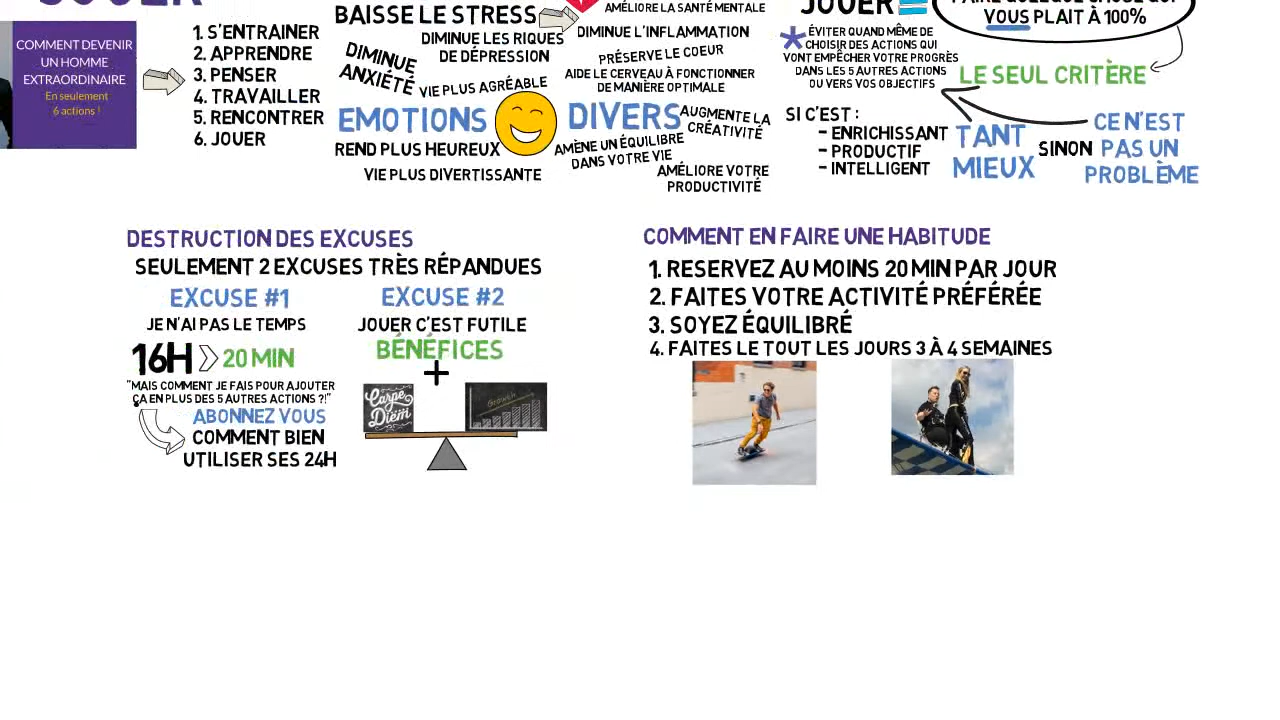 JOUER
COMMENT DEVENIR
UN HOMME
EXTRAORDINAIRE
En seulement
6 actions !
1. S'ENTRAINER
2. APPRENDRE
3. PENSER
4. TRAVAILLER
5. RENCONTRER
6. JOUER
BAISSE LE STRESS
DIMINUE LES RIQUES
DE DÉPRESSION
DIMINUE
ANXIÉTÉ
VIE PLUS AGRÉABLE
EMOTIONS
REND PLUS HEUREUX
VIE PLUS DIVERTISSANTE
AMÉLIORE LA SANTÉ MENTALE
DIMINUE L'INFLAMMATION
PRÉSERVE LE COEUR
AIDE LE CERVEAU À FONCTIONNER
DE MANIÈRE OPTIMALE
DIVERS
AUGMENTE LA
CRÉATIVITÉ
AMÈNE UN ÉQUILIBRE
DANS VOTRE VIE
AMÉLIORE VOTRE
PRODUCTIVITÉ
JOUER
FAIRE QUELQUE CHOSE QUI
VOUS PLAIT À 100%
*ÉVITER QUAND MÊME DE
CHOISIR DES ACTIONS QUI
VONT EMPÊCHER VOTRE PROGRÈS
DANS LES 5 AUTRES ACTIONS
OU VERS VOS OBJECTIFS
LE SEUL CRITÈRE
SI C'EST :
- ENRICHISSANT
- PRODUCTIF
- INTELLIGENT
TANT
MIEUX
SINON
CE N'EST
PAS UN
PROBLÈME
DESTRUCTION DES EXCUSES
SEULEMENT 2 EXCUSES TRÈS RÉPANDUES
EXCUSE #1
JE N'AI PAS LE TEMPS
16H
20 MIN
"MAIS COMMENT JE FAIS POUR AJOUTER
ÇA EN PLUS DES 5 AUTRES ACTIONS ?!"
ABONNEZ VOUS
COMMENT BIEN
UTILISER SES 24H
EXCUSE #2
JOUER C'EST FUTILE
BÉNÉFICES
+
Carpe
Diem
Growth
COMMENT EN FAIRE UNE HABITUDE
1. RESERVEZ AU MOINS 20 MIN PAR JOUR
2. FAITES VOTRE ACTIVITÉ PRÉFÉRÉE
3. SOYEZ ÉQUILIBRÉ
4. FAITES LE TOUT LES JOURS 3 À 4 SEMAINES